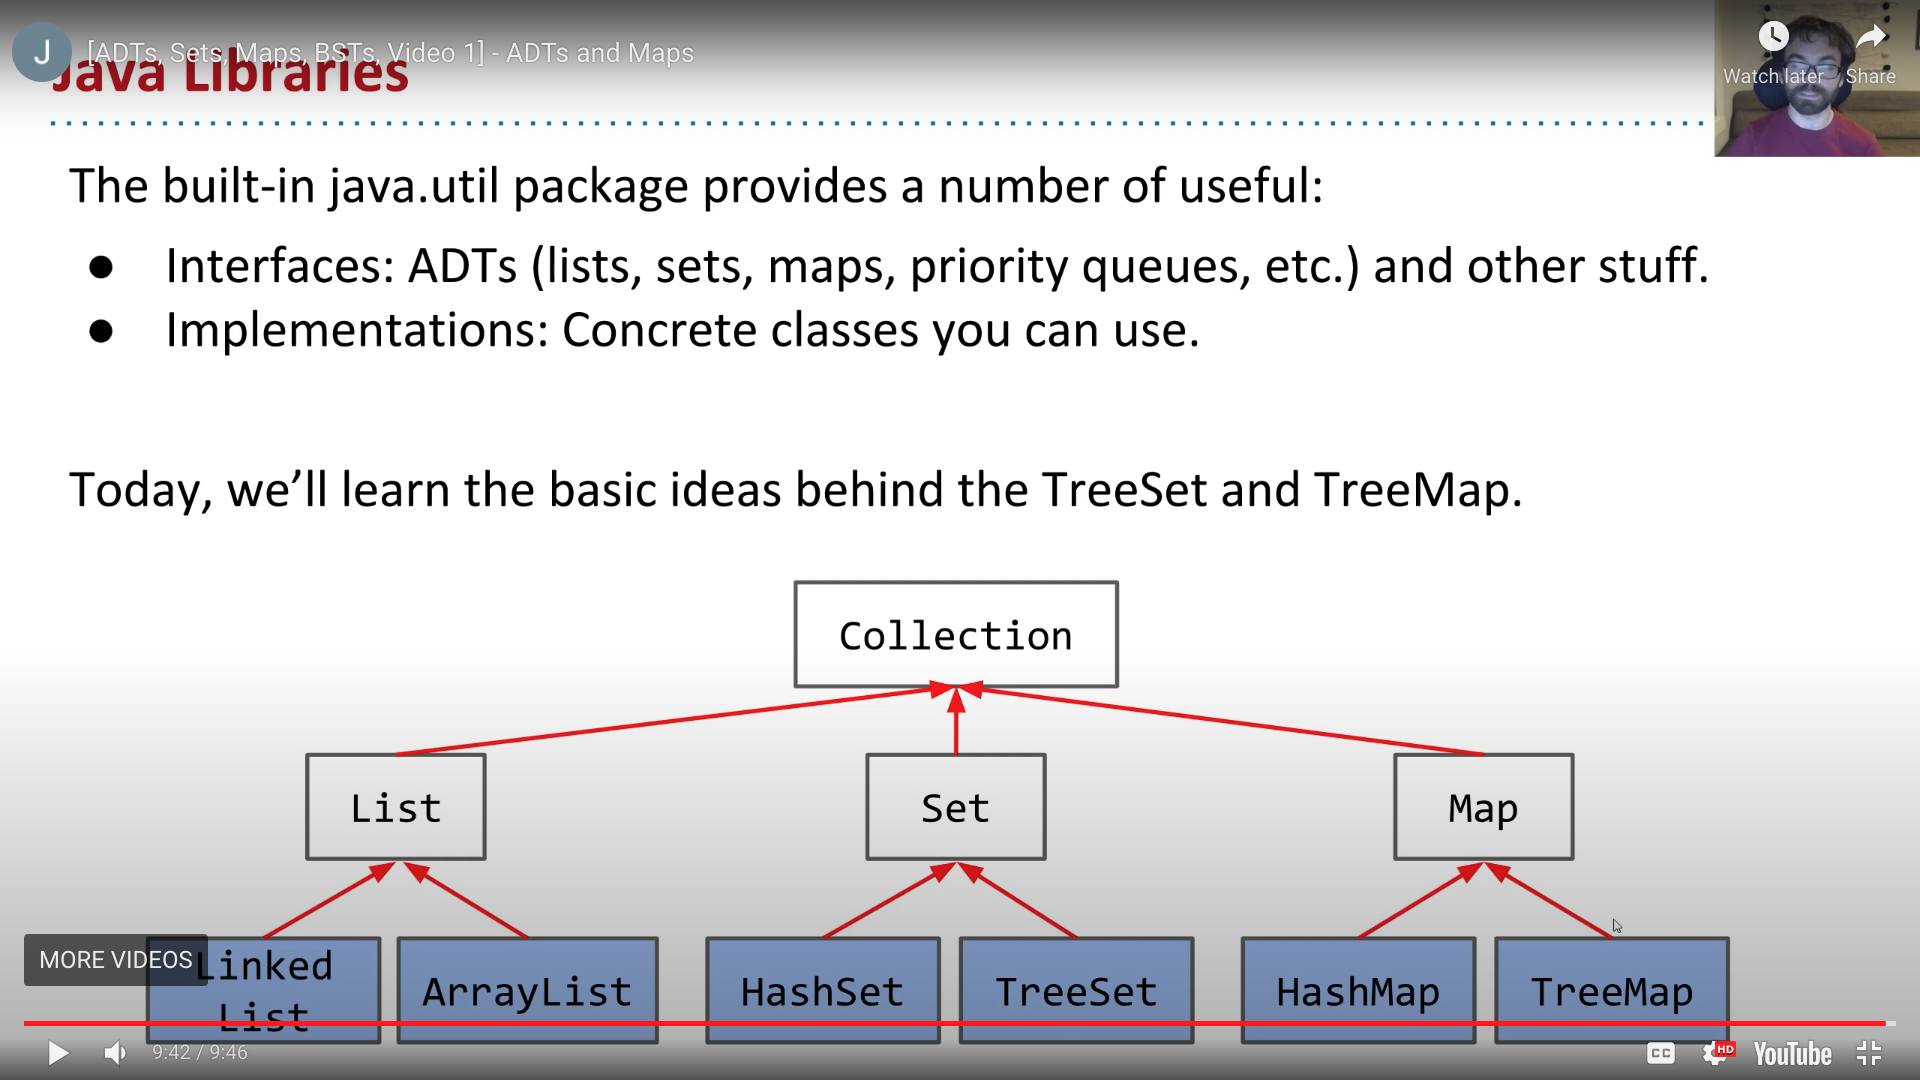 J
[ADTs, Sets, Maps, BSTs, Video 1] - ADTs and Maps
Java Libraries
Watch later
Share
The built-in java.util package provides a number of useful:
● Interfaces: ADTs (lists, sets, maps, priority queues, etc.) and other stuff.
● Implementations: Concrete classes you can use.
Today, we’ll learn the basic ideas behind the TreeSet and TreeMap.
Collection
List
Set
Map
Linked
List
ArrayList
HashSet
TreeSet
HashMap
TreeMap
MORE VIDEOS
9:42 / 9:46
CC
HD
YouTube